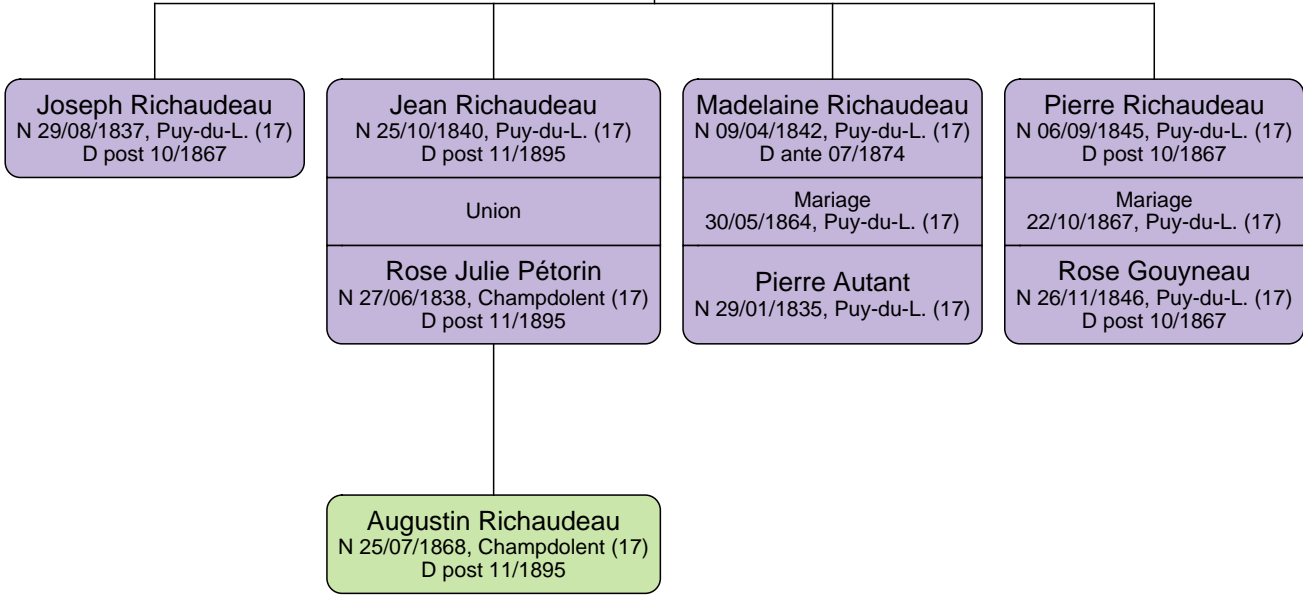 Joseph Richaudeau
N 29/08/1837, Puy-du-L. (17)
D post 10/1867
Jean Richaudeau
N 25/10/1840, Puy-du-L. (17)
D post 11/1895
Union
Rose Julie Pétorin
N 27/06/1838, Champdolent (17)
D post 11/1895
Madelaine Richaudeau
N 09/04/1842, Puy-du-L. (17)
D ante 07/1874
Mariage
30/05/1864, Puy-du-L. (17)
Pierre Autant
N 29/01/1835, Puy-du-L. (17)
Pierre Richaudeau
N 06/09/1845, Puy-du-L. (17)
D post 10/1867
Mariage
22/10/1867, Puy-du-L. (17)
Rose Gouyneau
N 26/11/1846, Puy-du-L. (17)
D post 10/1867
Augustin Richaudeau
N 25/07/1868, Champdolent (17)
D post 11/1895